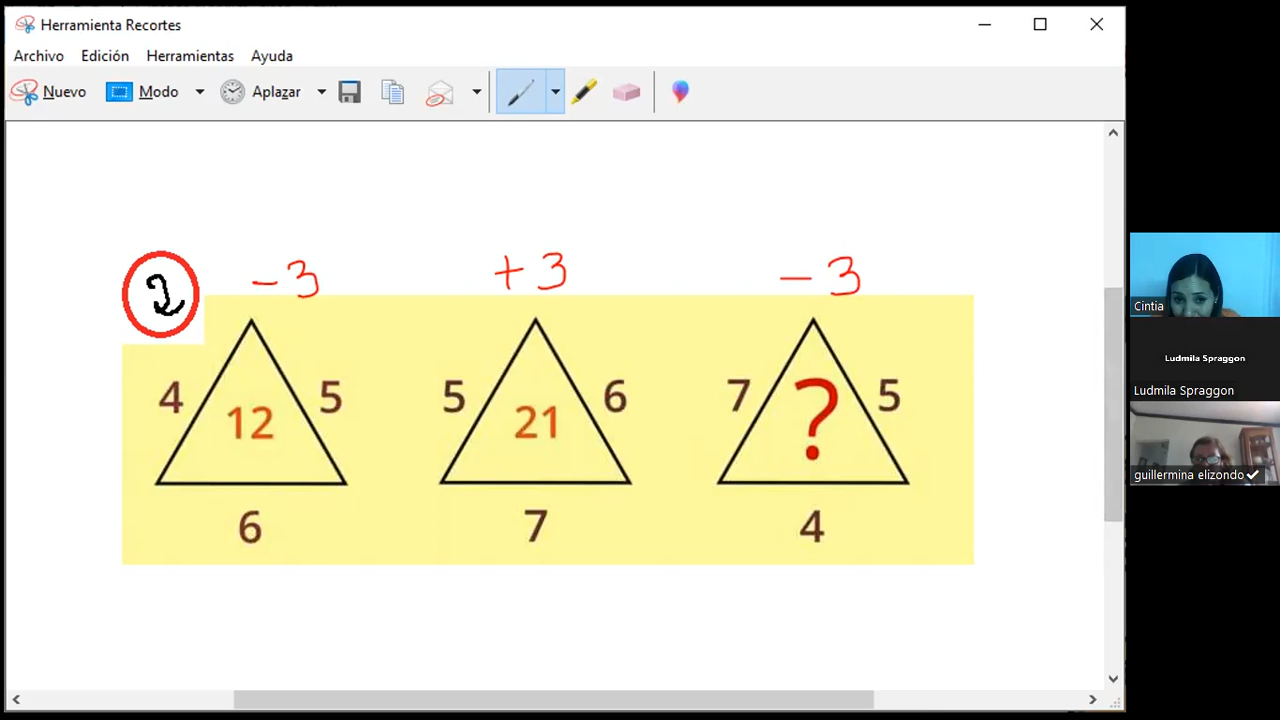 Herramienta Recortes
Archivo Edición Herramientas Ayuda
Nuevo Modo Aplazar
2 -3 +3 -3
4 12 5 5 21 6 7 ? 5
6 7 4
Cintia
Ludmila Spraggon
Ludmila Spraggon
guillermina elizondo